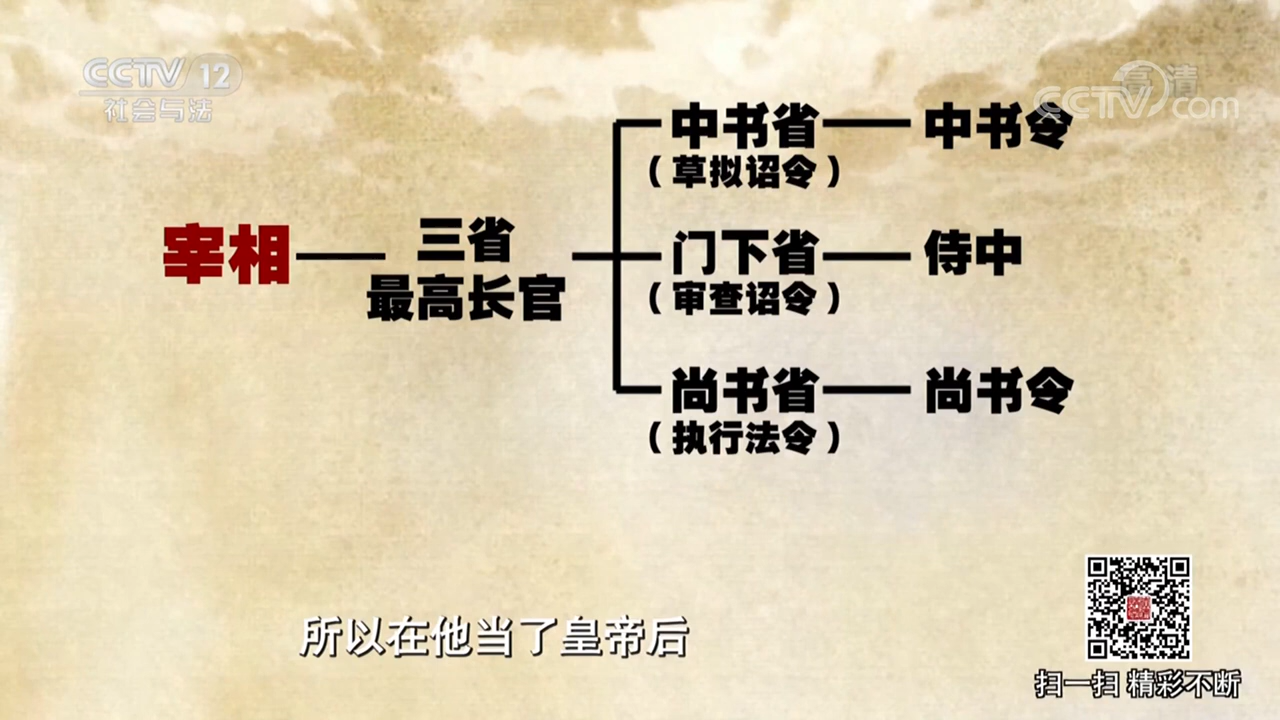 CCTV 12
社会与法
高清
CCTV.com
中书省
中书令
（草拟诏令）
宰相
三省
最高长官
门下省
侍中
（审查诏令）
尚书省
尚书令
（执行法令）
所以在他当了皇帝后
扫一扫 精彩不断